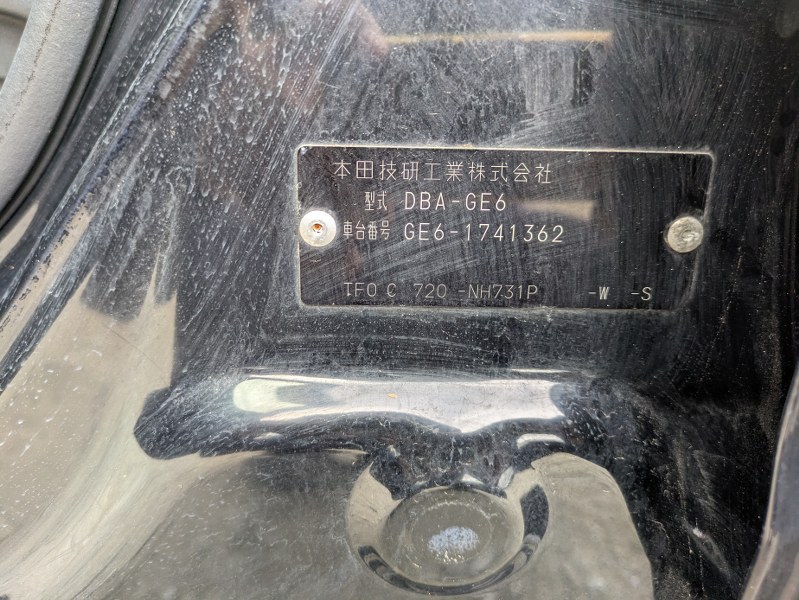 本田技研工業株式会社
型式 DBA-GE6
車台番号 GE6-1741362
TF0 C 720 -NH731P -W -S